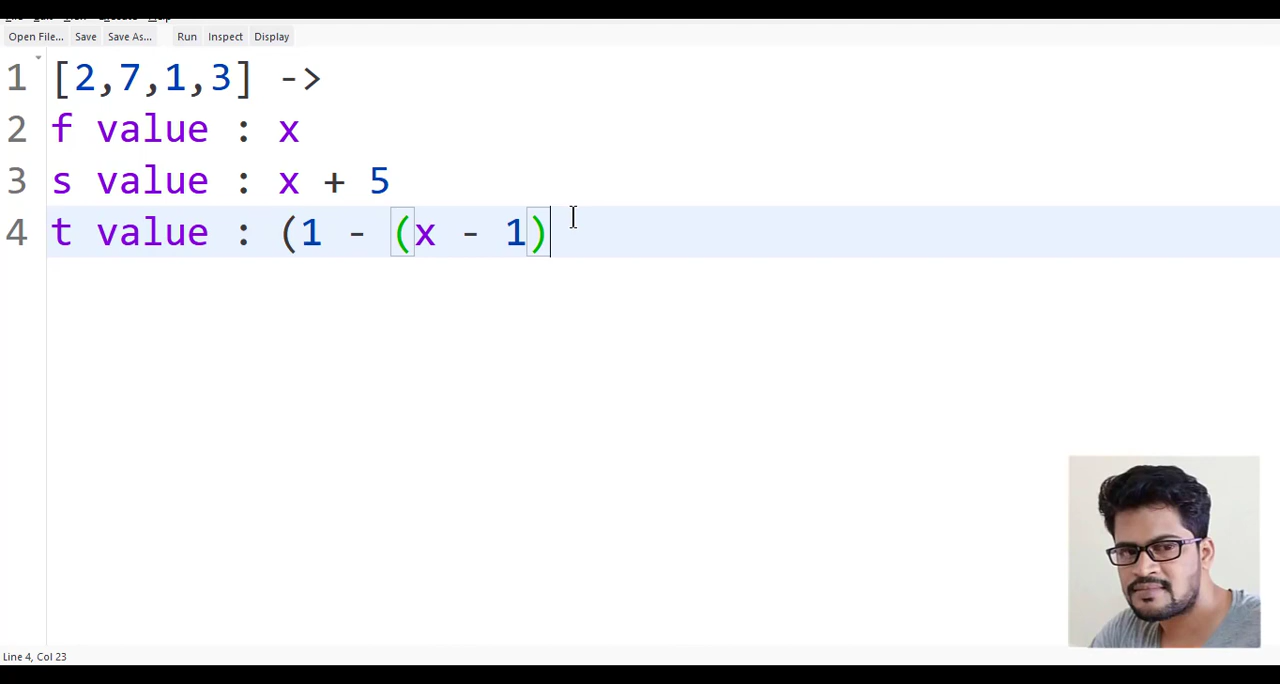 Open File... Save Save As... Run Inspect Display
1 [2,7,1,3] ->
2 f value : x
3 s value : x + 5
4 t value : (1 - (x - 1)
Line 4, Col 23